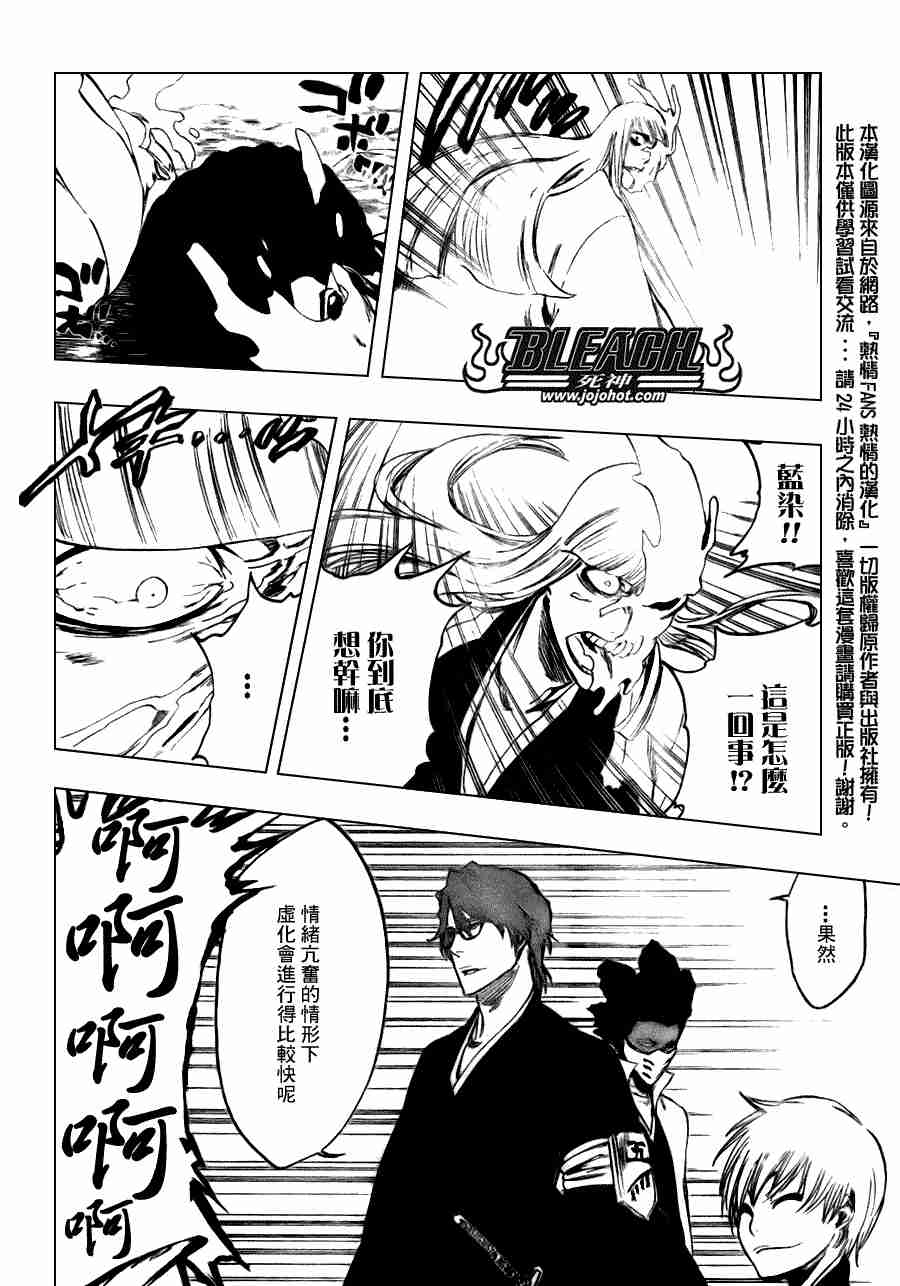 本漢化圖源來自於網路，『熱情FANS熱情的漢化』一切版權歸原作者與出版社擁有！
此版本僅供學習試看交流…請24小時之內消除，喜歡這套漫畫請購買正版！謝謝。
ゴボ
ゴボ
BLEACH
死神
www.jojohot.com
藍染!!
這是怎麼
一回事!?
你到底
想幹嘛…
…
…果然
情緒亢奮的情形下
虛化會進行得比較快呢
啊
啊
啊
啊
啊